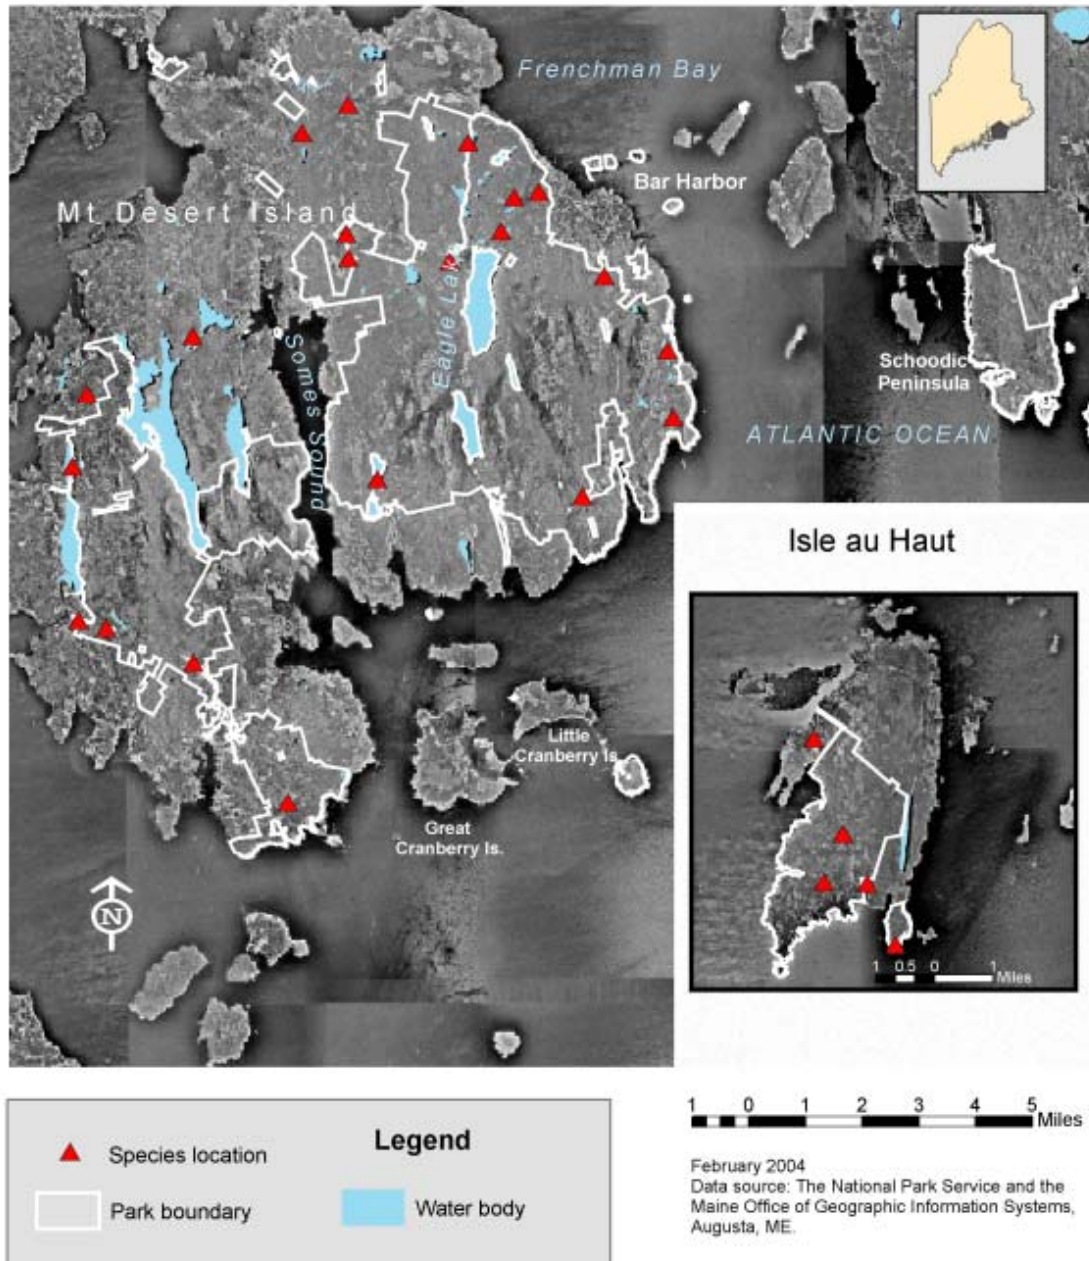 Frenchman Bay
Bar Harbor
Mt Desert Island
Eagle Lak
Somes Sound
Schoodic
Peninsula
ATLANTIC OCEAN
Isle au Haut
Little
Cranberry Is.
Great
Cranberry Is.
N
1 0.5 0 1
Miles
Legend
Species location
Park boundary
Water body
1 0 1 2 3 4 5
Miles
February 2004
Data source: The National Park Service and the
Maine Office of Geographic Information Systems,
Augusta, ME.